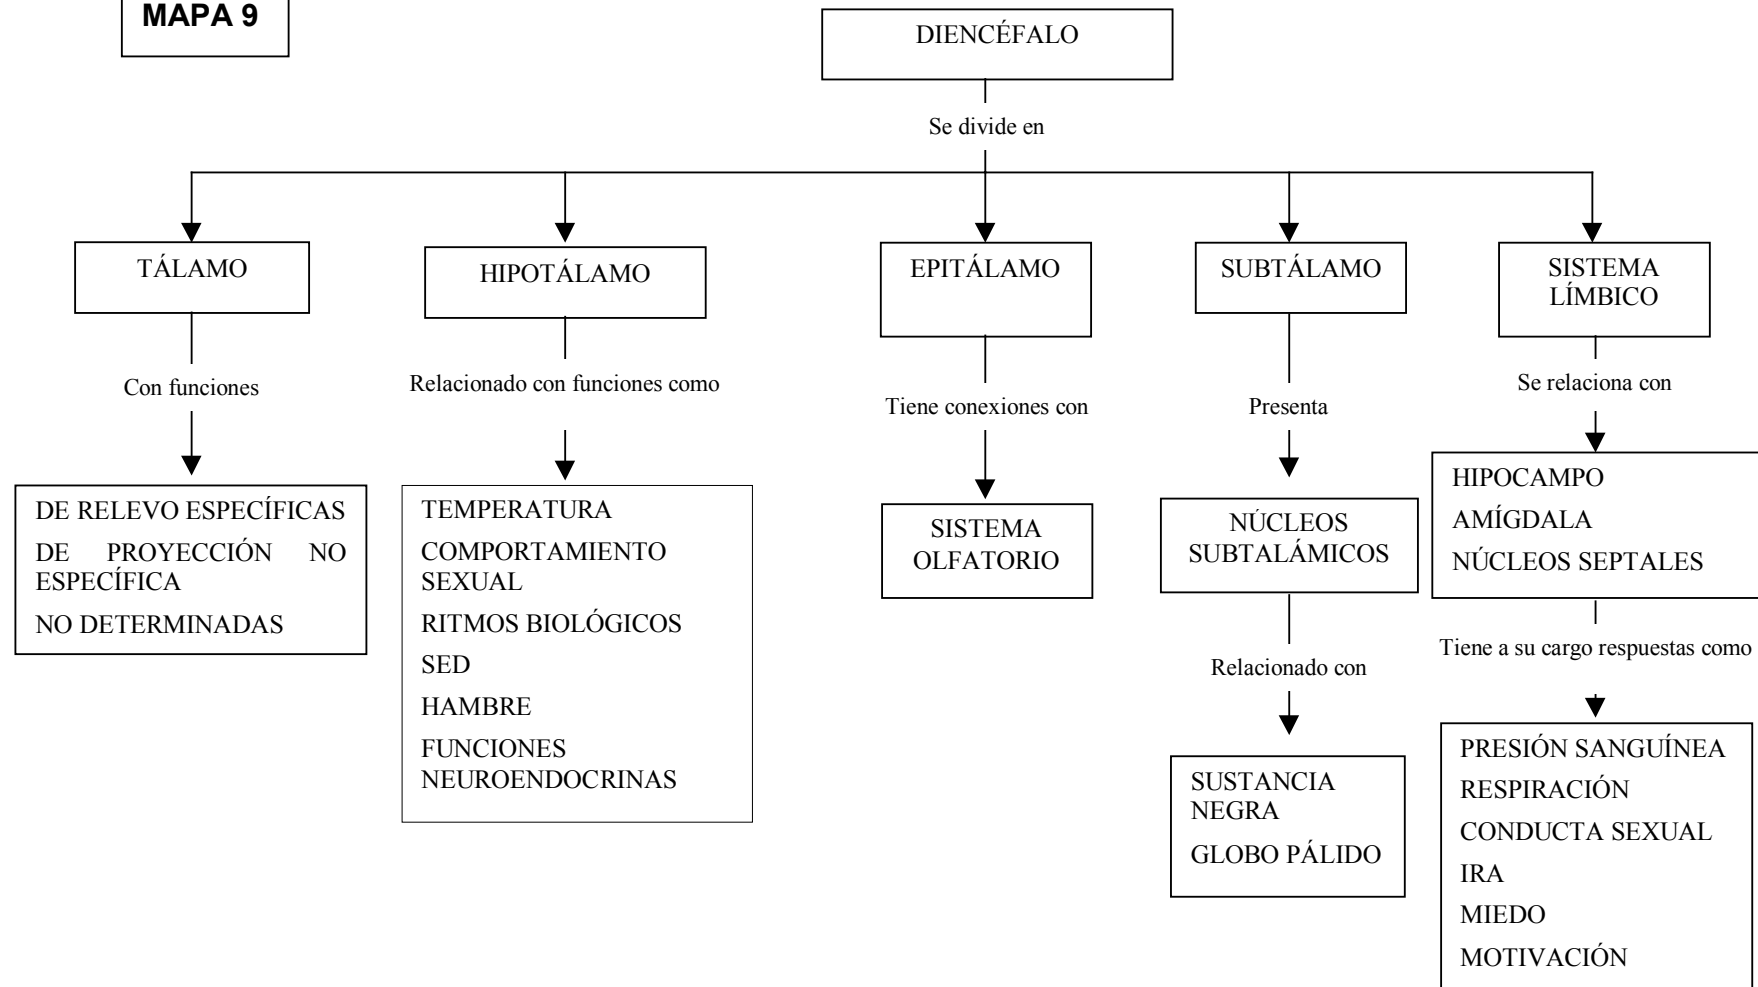 MAPA 9
DIENCÉFALO
Se divide en
TÁLAMO
HIPOTÁLAMO
EPITÁLAMO
SUBTÁLAMO
SISTEMA
LÍMBICO
Con funciones
Relacionado con funciones como
Tiene conexiones con
Presenta
Se relaciona con
DE RELEVO ESPECÍFICAS
DE PROYECCIÓN NO
ESPECÍFICA
NO DETERMINADAS
TEMPERATURA
COMPORTAMIENTO
SEXUAL
RITMOS BIOLÓGICOS
SED
HAMBRE
FUNCIONES
NEUROENDOCRINAS
SISTEMA
OLFATORIO
NÚCLEOS
SUBTALÁMICOS
Relacionado con
SUSTANCIA
NEGRA
GLOBO PÁLIDO
HIPOCAMPO
AMÍGDALA
NÚCLEOS SEPTALES
Tiene a su cargo respuestas como
PRESIÓN SANGUÍNEA
RESPIRACIÓN
CONDUCTA SEXUAL
IRA
MIEDO
MOTIVACIÓN